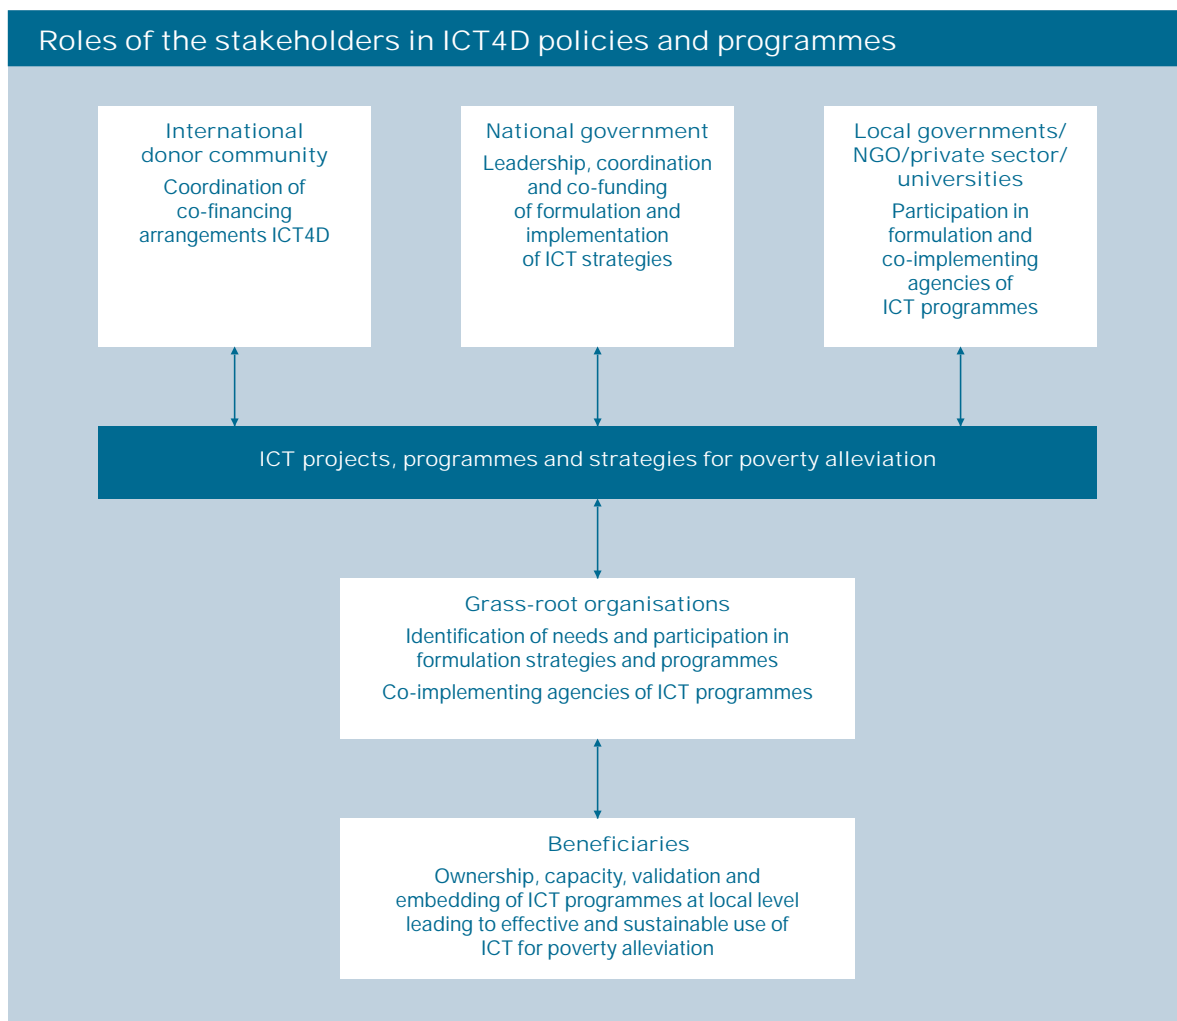 Roles of the stakeholders in ICT4D policies and programmes
International
donor community
Coordination of
co-financing
arrangements ICT4D
National government
Leadership, coordination
and co-funding
of formulation and
implementation
of ICT strategies
Local governments/
NGO/private sector/
universities
Participation in
formulation and
co-implementing
agencies of
ICT programmes
ICT projects, programmes and strategies for poverty alleviation
Grass-root organisations
Identification of needs and participation in
formulation strategies and programmes
Co-implementing agencies of ICT programmes
Beneficiaries
Ownership, capacity, validation and
embedding of ICT programmes at local level
leading to effective and sustainable use of
ICT for poverty alleviation